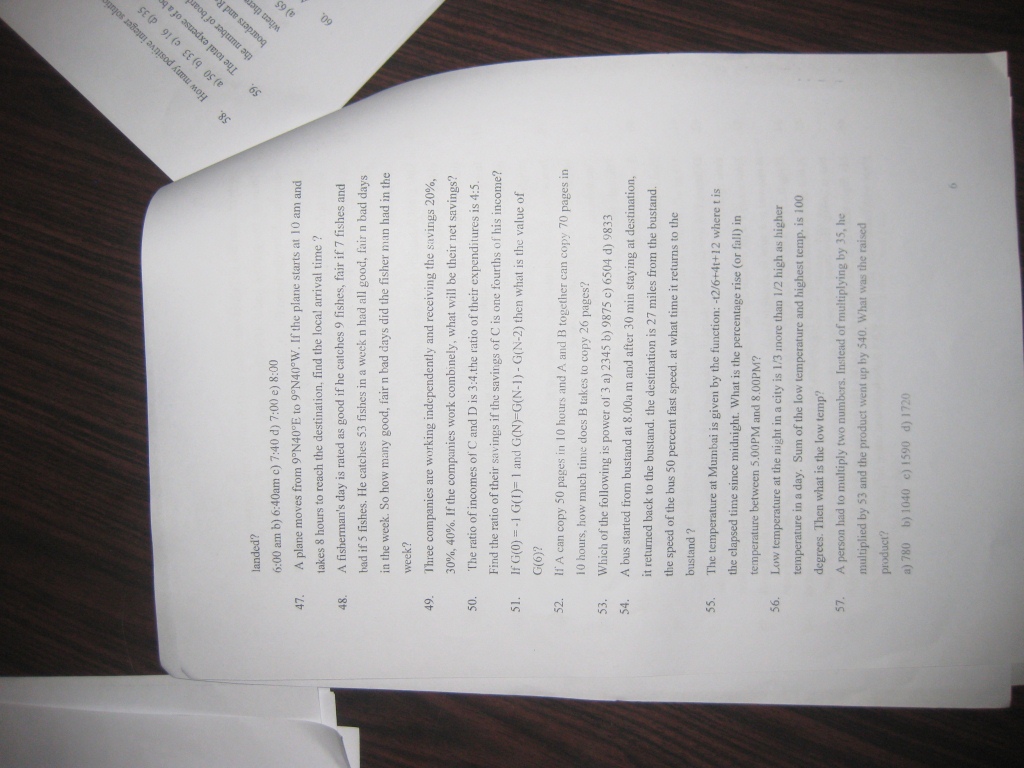 landed?
6:00 am b) 6:40am c) 7:40 d) 7:00 e) 8:00
47. A plane moves from 9°N40°E to 9°N40°W. If the plane starts at 10 am and
takes 8 hours to reach the destination, find the local arrival time ?
48. A fisherman's day is rated as good if he catches 9 fishes, fair if 7 fishes and
bad if 5 fishes. He catches 53 fishes in a week n had all good, fair n bad days
in the week. So how many good, fair n bad days did the fisher man had in the
week?
49. Three companies are working independently and receiving the savings 20%,
30%, 40%. If the companies work combinely, what will be their net savings?
50. The ratio of incomes of C and D is 3:4.the ratio of their expenditures is 4:5.
Find the ratio of their savings if the savings of C is one fourths of his income?
51. If G(0) = -1 G(1)= 1 and G(N)=G(N-1) - G(N-2) then what is the value of
G(6)?
52. If A can copy 50 pages in 10 hours and A and B together can copy 70 pages in
10 hours, how much time does B takes to copy 26 pages?
53. Which of the following is power of 3 a) 2345 b) 9875 c) 6504 d) 9833
54. A bus started from bustand at 8.00a m and after 30 min staying at destination,
it returned back to the bustand. the destination is 27 miles from the bustand.
the speed of the bus 50 percent fast speed. at what time it returns to the
bustand ?
55. The temperature at Mumbai is given by the function: -t2/6+4t+12 where t is
the elapsed time since midnight. What is the percentage rise (or fall) in
temperature between 5.00PM and 8.00PM?
56. Low temperature at the night in a city is 1/3 more than 1/2 high as higher
temperature in a day. Sum of the low temperature and highest temp. is 100
degrees. Then what is the low temp?
57. A person had to multiply two numbers. Instead of multiplying by 35, he
multiplied by 53 and the product went up by 540. What was the raised
product?
a) 780 b) 1040 c) 1590 d) 1720
6
58. How many positive integer
a) 50 b) 33 c) 16 d) 35
59. The total expense of a
the number of
boarders and
when
a) 65
60.